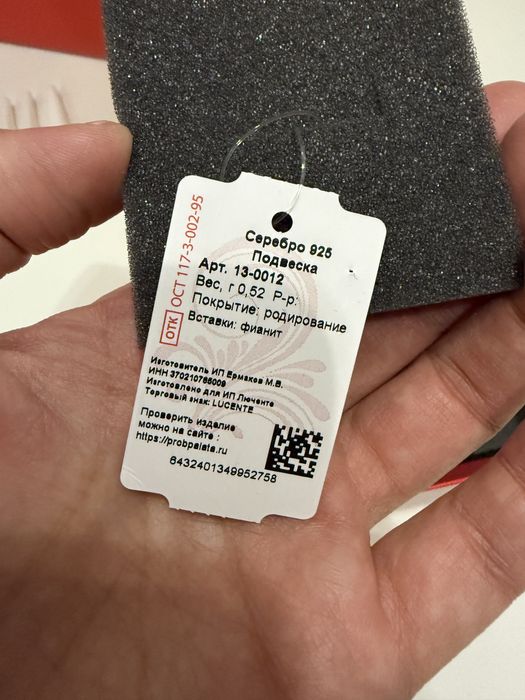 Серебро 925
Подвеска
Арт. 13-0012
Вес, г 0,52 Р-р:
Покрытие: родирование
Вставки: фианит
Изготовитель ИП Ермаков М.В.
ИНН 370210765009
Изготовлено для ИП Люченте
Торговый знак: LUCENTE
Проверить изделие
можно на сайте :
https://probpalata.ru
6432401349952758
ОТК ОСТ 117-3-002-95